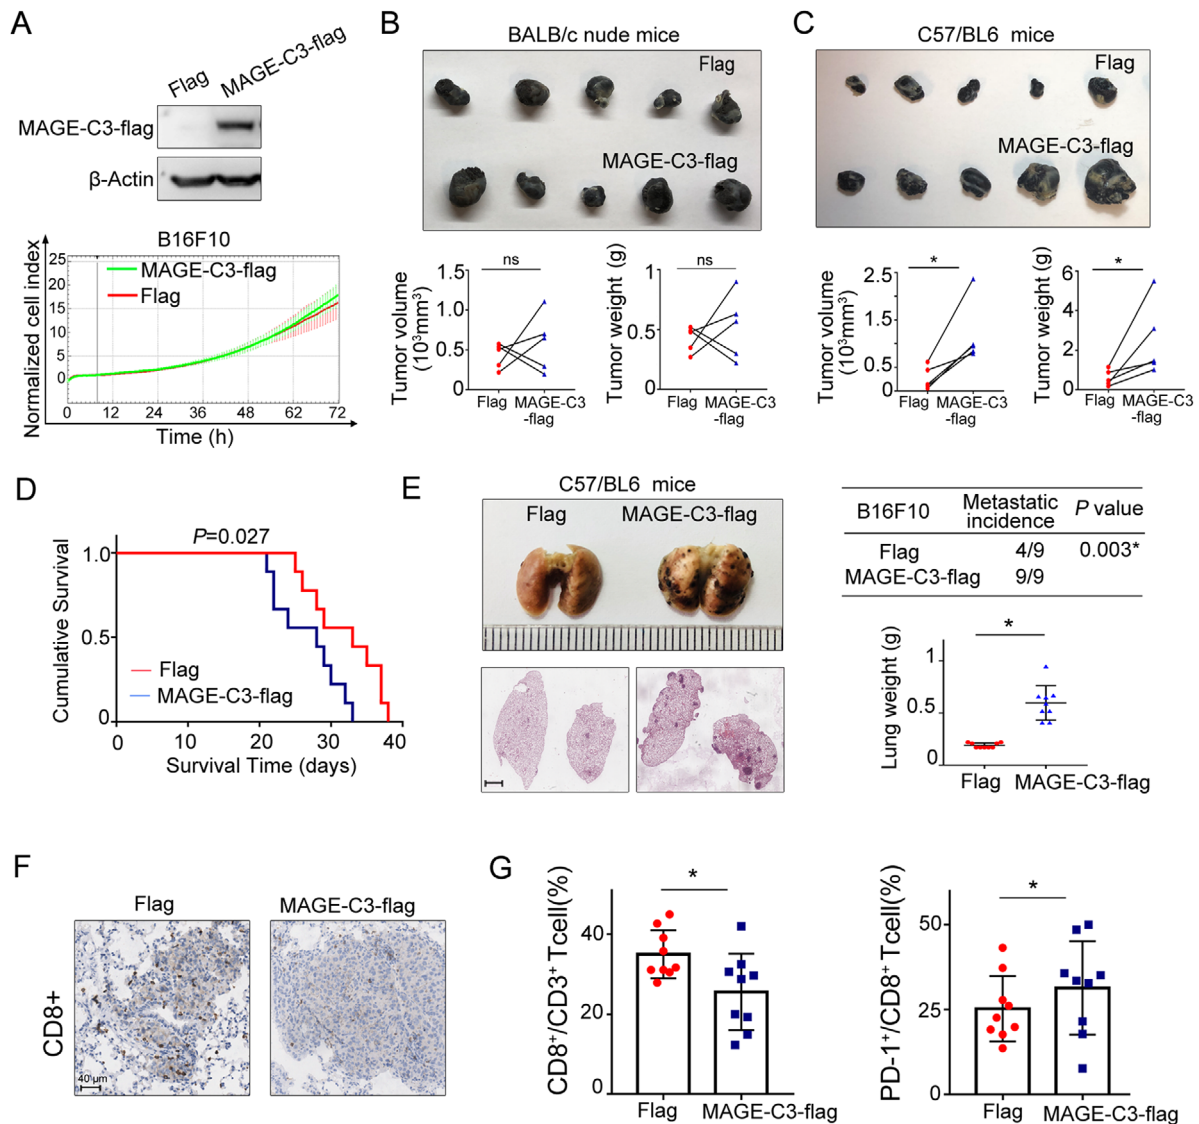 A
Flag
MAGE-C3-flag
MAGE-C3-flag
β-Actin
B16F10
25
20
15
10
5
0
MAGE-C3-flag
Flag
Normalized cell index
0
12
24
36
48
62
72
Time (h)
B
BALB/c nude mice
Flag
MAGE-C3-flag
ns
1.5
1.0
0.5
0
Tumor volume
(10³mm³)
Flag
MAGE-C3
-flag
ns
1
0.5
0
Tumor weight (g)
Flag
MAGE-C3
-flag
C
C57/BL6 mice
Flag
MAGE-C3-flag
*
2.5
2.0
1.5
1.0
0.5
0
Tumor volume
(10³mm³)
Flag
MAGE-C3
-flag
*
6
4
2
0
Tumor weight (g)
Flag
MAGE-C3
-flag
D
P=0.027
1.0
0.5
0
Cumulative Survival
Flag
MAGE-C3-flag
0
10
20
30
40
Survival Time (days)
E
C57/BL6 mice
Flag
MAGE-C3-flag
B16F10
Metastatic
incidence
P value
Flag
4/9
0.003*
MAGE-C3-flag
9/9
*
1
0.5
0
Lung weight (g)
Flag
MAGE-C3-flag
F
Flag
MAGE-C3-flag
CD8+
40 μm
G
*
40
20
0
CD8⁺/CD3⁺ Tcell(%)
Flag
MAGE-C3-flag
*
50
25
0
PD-1⁺/CD8⁺ Tcell(%)
Flag
MAGE-C3-flag